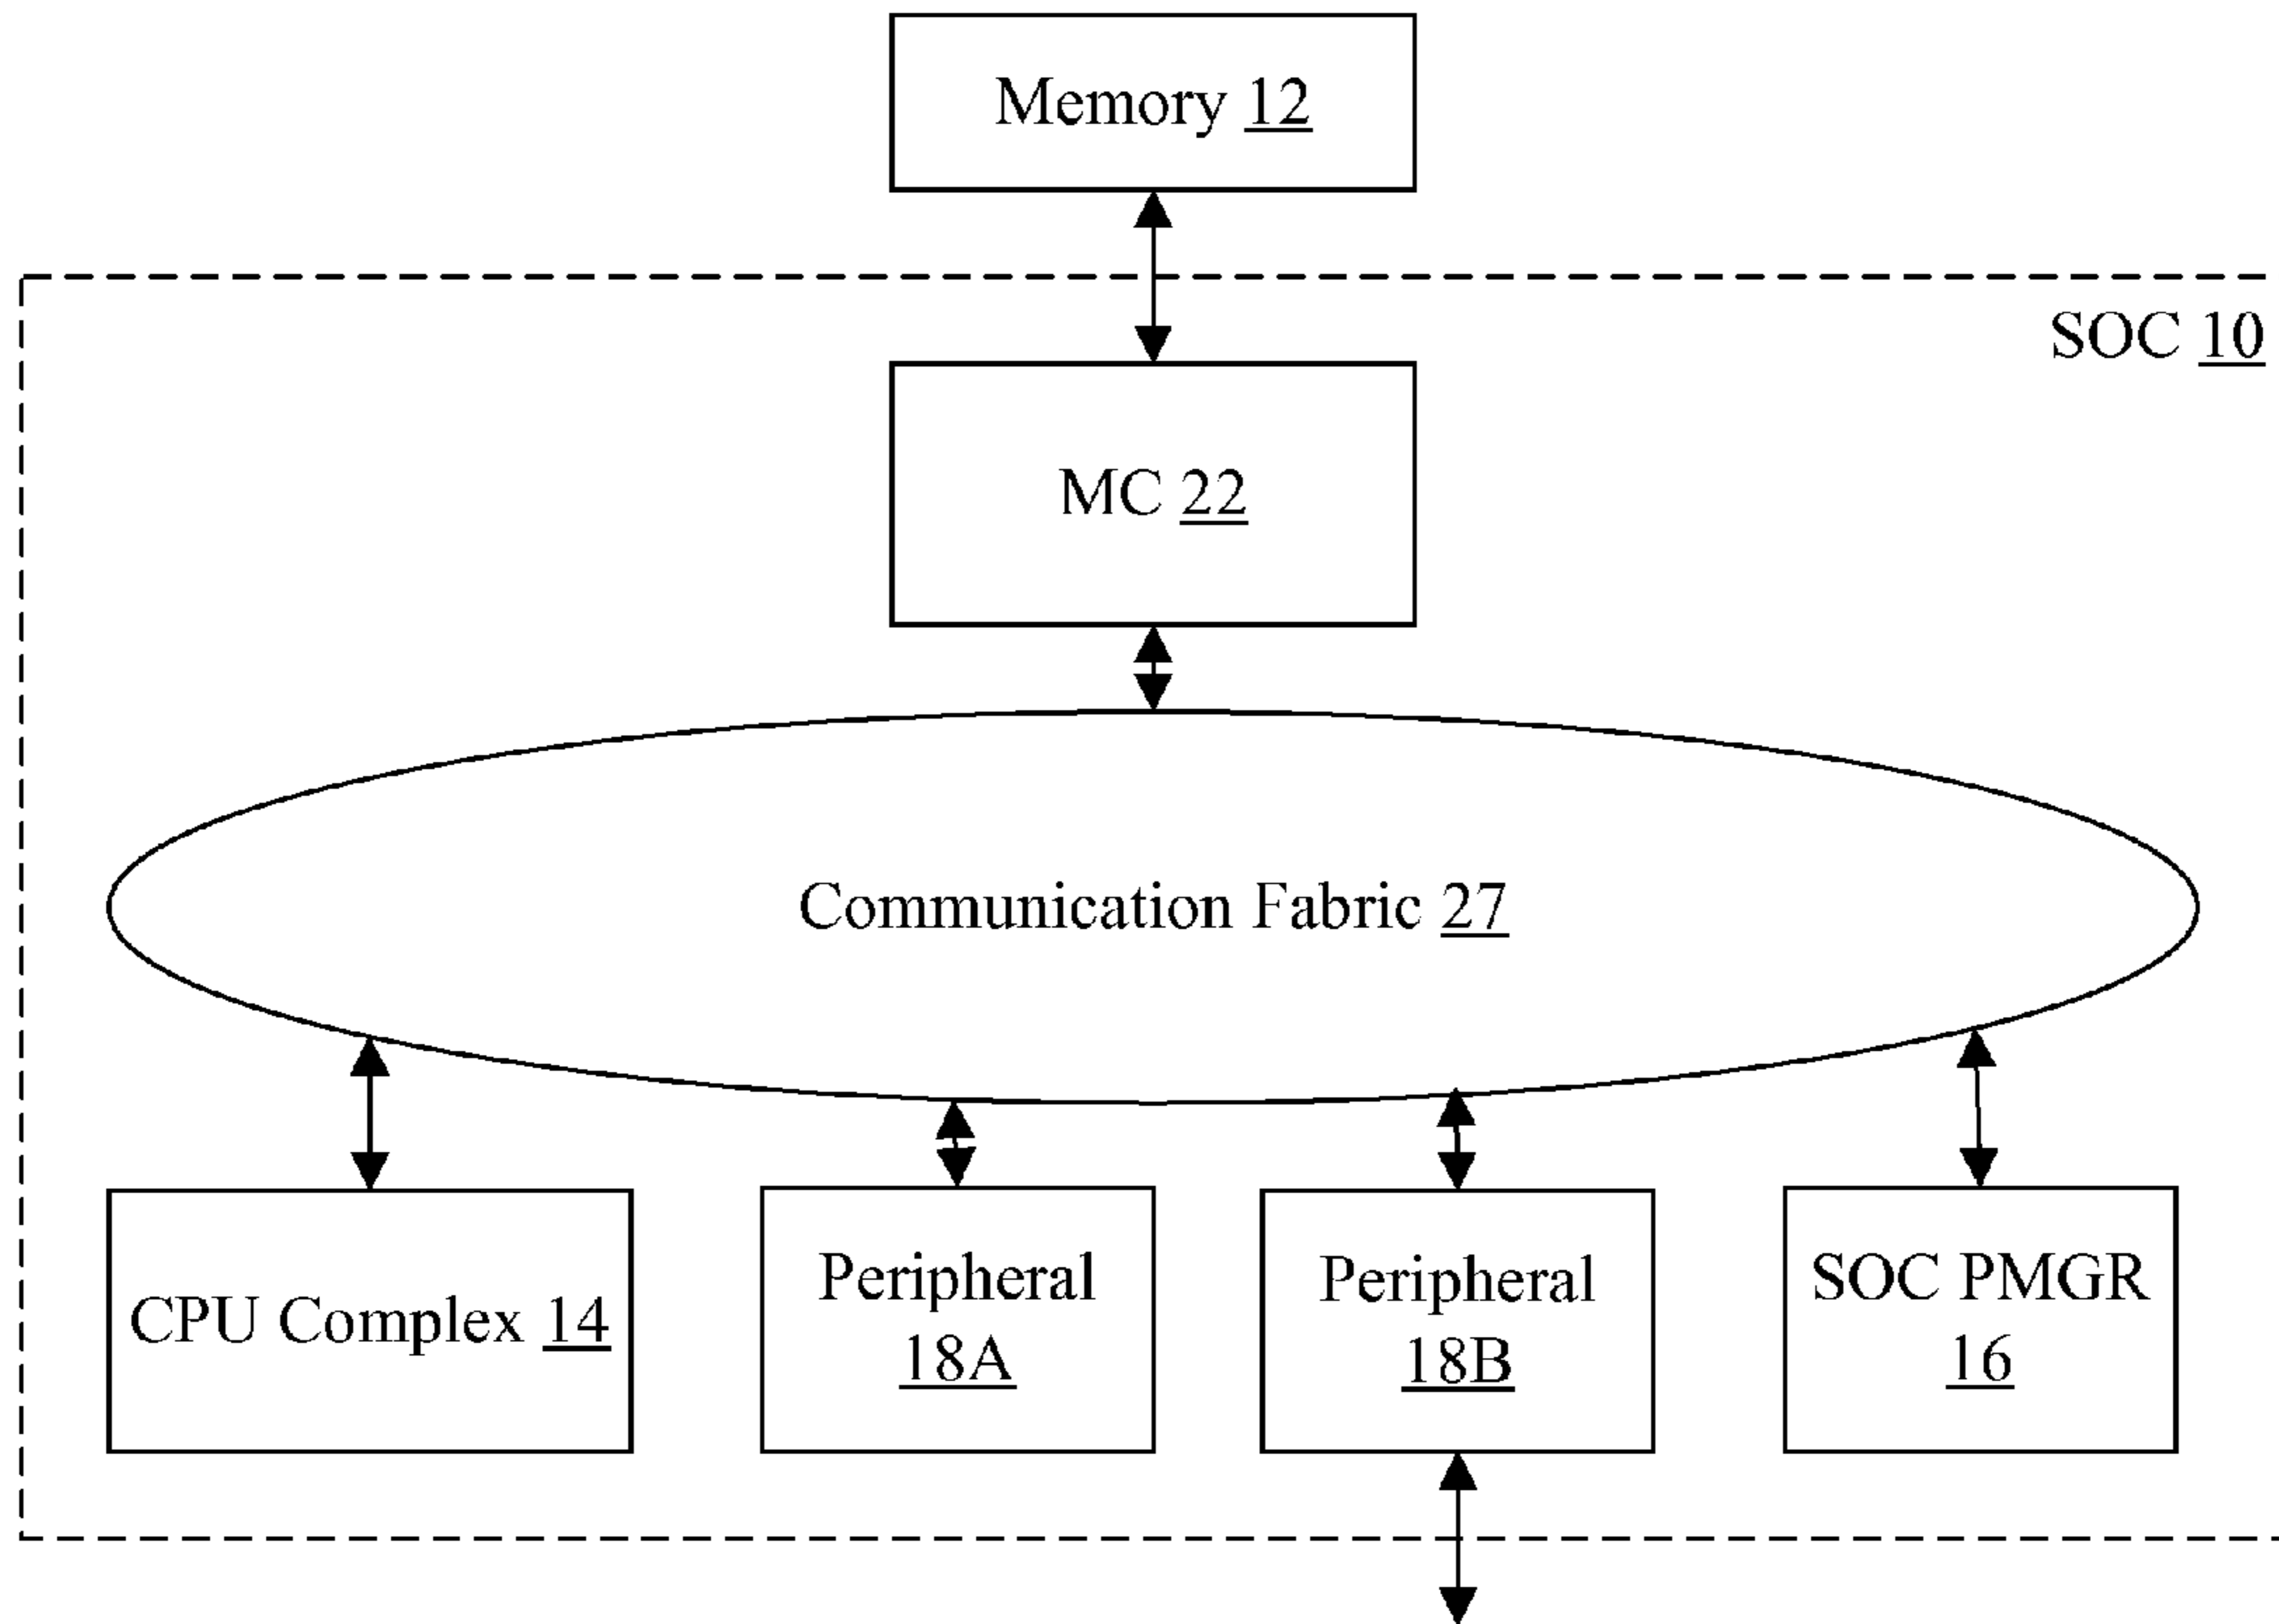 Memory 12
SOC 10
MC 22
Communication Fabric 27
CPU Complex 14
Peripheral
18A
Peripheral
18B
SOC PMGR
16